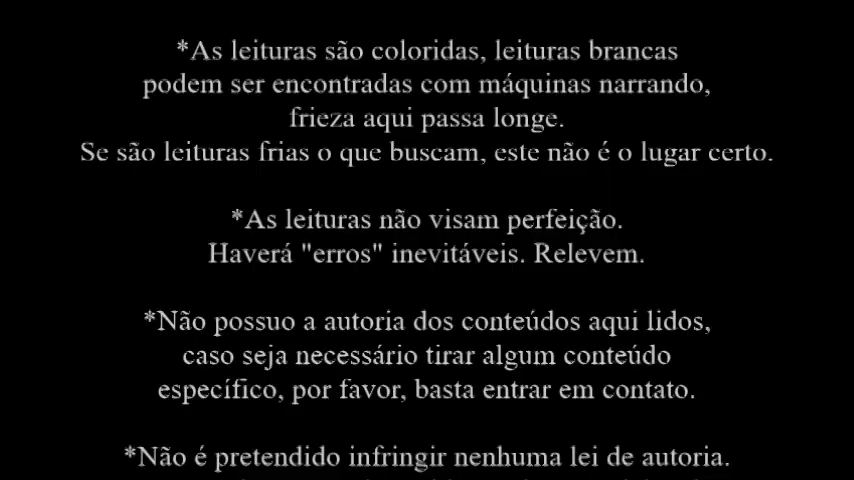 *As leituras são coloridas, leituras brancas
podem ser encontradas com máquinas narrando,
frieza aqui passa longe.
Se são leituras frias o que buscam, este não é o lugar certo.
*As leituras não visam perfeição.
Haverá "erros" inevitáveis. Relevem.
*Não possuo a autoria dos conteúdos aqui lidos,
caso seja necessário tirar algum conteúdo
específico, por favor, basta entrar em contato.
*Não é pretendido infringir nenhuma lei de autoria.